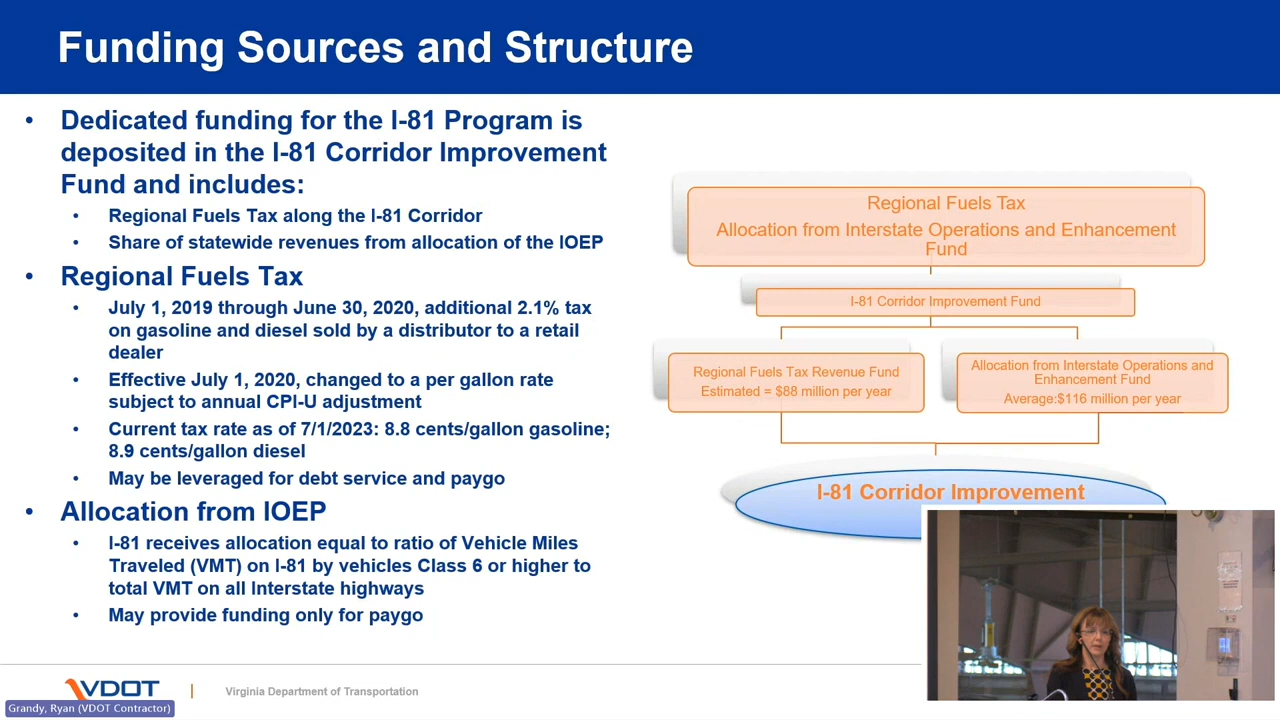 Funding Sources and Structure
• Dedicated funding for the I-81 Program is
deposited in the I-81 Corridor Improvement
Fund and includes:
• Regional Fuels Tax along the I-81 Corridor
• Share of statewide revenues from allocation of the IOEP
• Regional Fuels Tax
• July 1, 2019 through June 30, 2020, additional 2.1% tax
on gasoline and diesel sold by a distributor to a retail
dealer
• Effective July 1, 2020, changed to a per gallon rate
subject to annual CPI-U adjustment
• Current tax rate as of 7/1/2023: 8.8 cents/gallon gasoline;
8.9 cents/gallon diesel
• May be leveraged for debt service and paygo
• Allocation from IOEP
• I-81 receives allocation equal to ratio of Vehicle Miles
Traveled (VMT) on I-81 by vehicles Class 6 or higher to
total VMT on all Interstate highways
• May provide funding only for paygo
Regional Fuels Tax
Allocation from Interstate Operations and Enhancement
Fund
I-81 Corridor Improvement Fund
Regional Fuels Tax Revenue Fund
Estimated = $88 million per year
Allocation from Interstate Operations and
Enhancement Fund
Average:$116 million per year
I-81 Corridor Improvement
VDOT
Virginia Department of Transportation
Grandy, Ryan (VDOT Contractor)